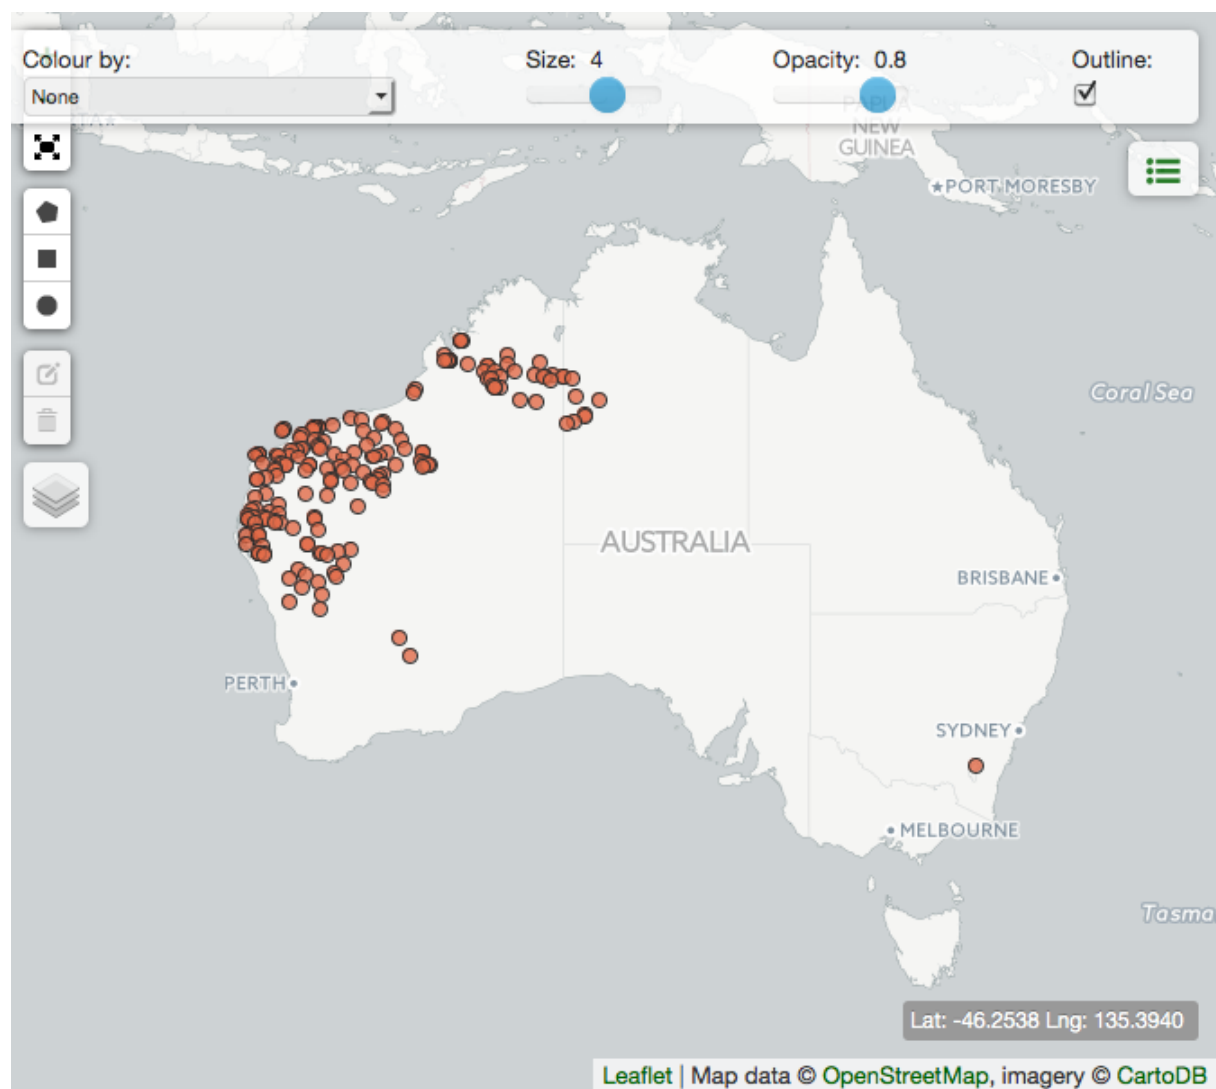 Colour by:
Size: 4
Opacity: 0.8
Outline:
None
PAPUA
NEW
GUINEA
PORT MORESBY
Coral Sea
AUSTRALIA
BRISBANE
PERTH
SYDNEY
MELBOURNE
Tasma
Lat: -46.2538 Lng: 135.3940
Leaflet | Map data © OpenStreetMap, imagery © CartoDB